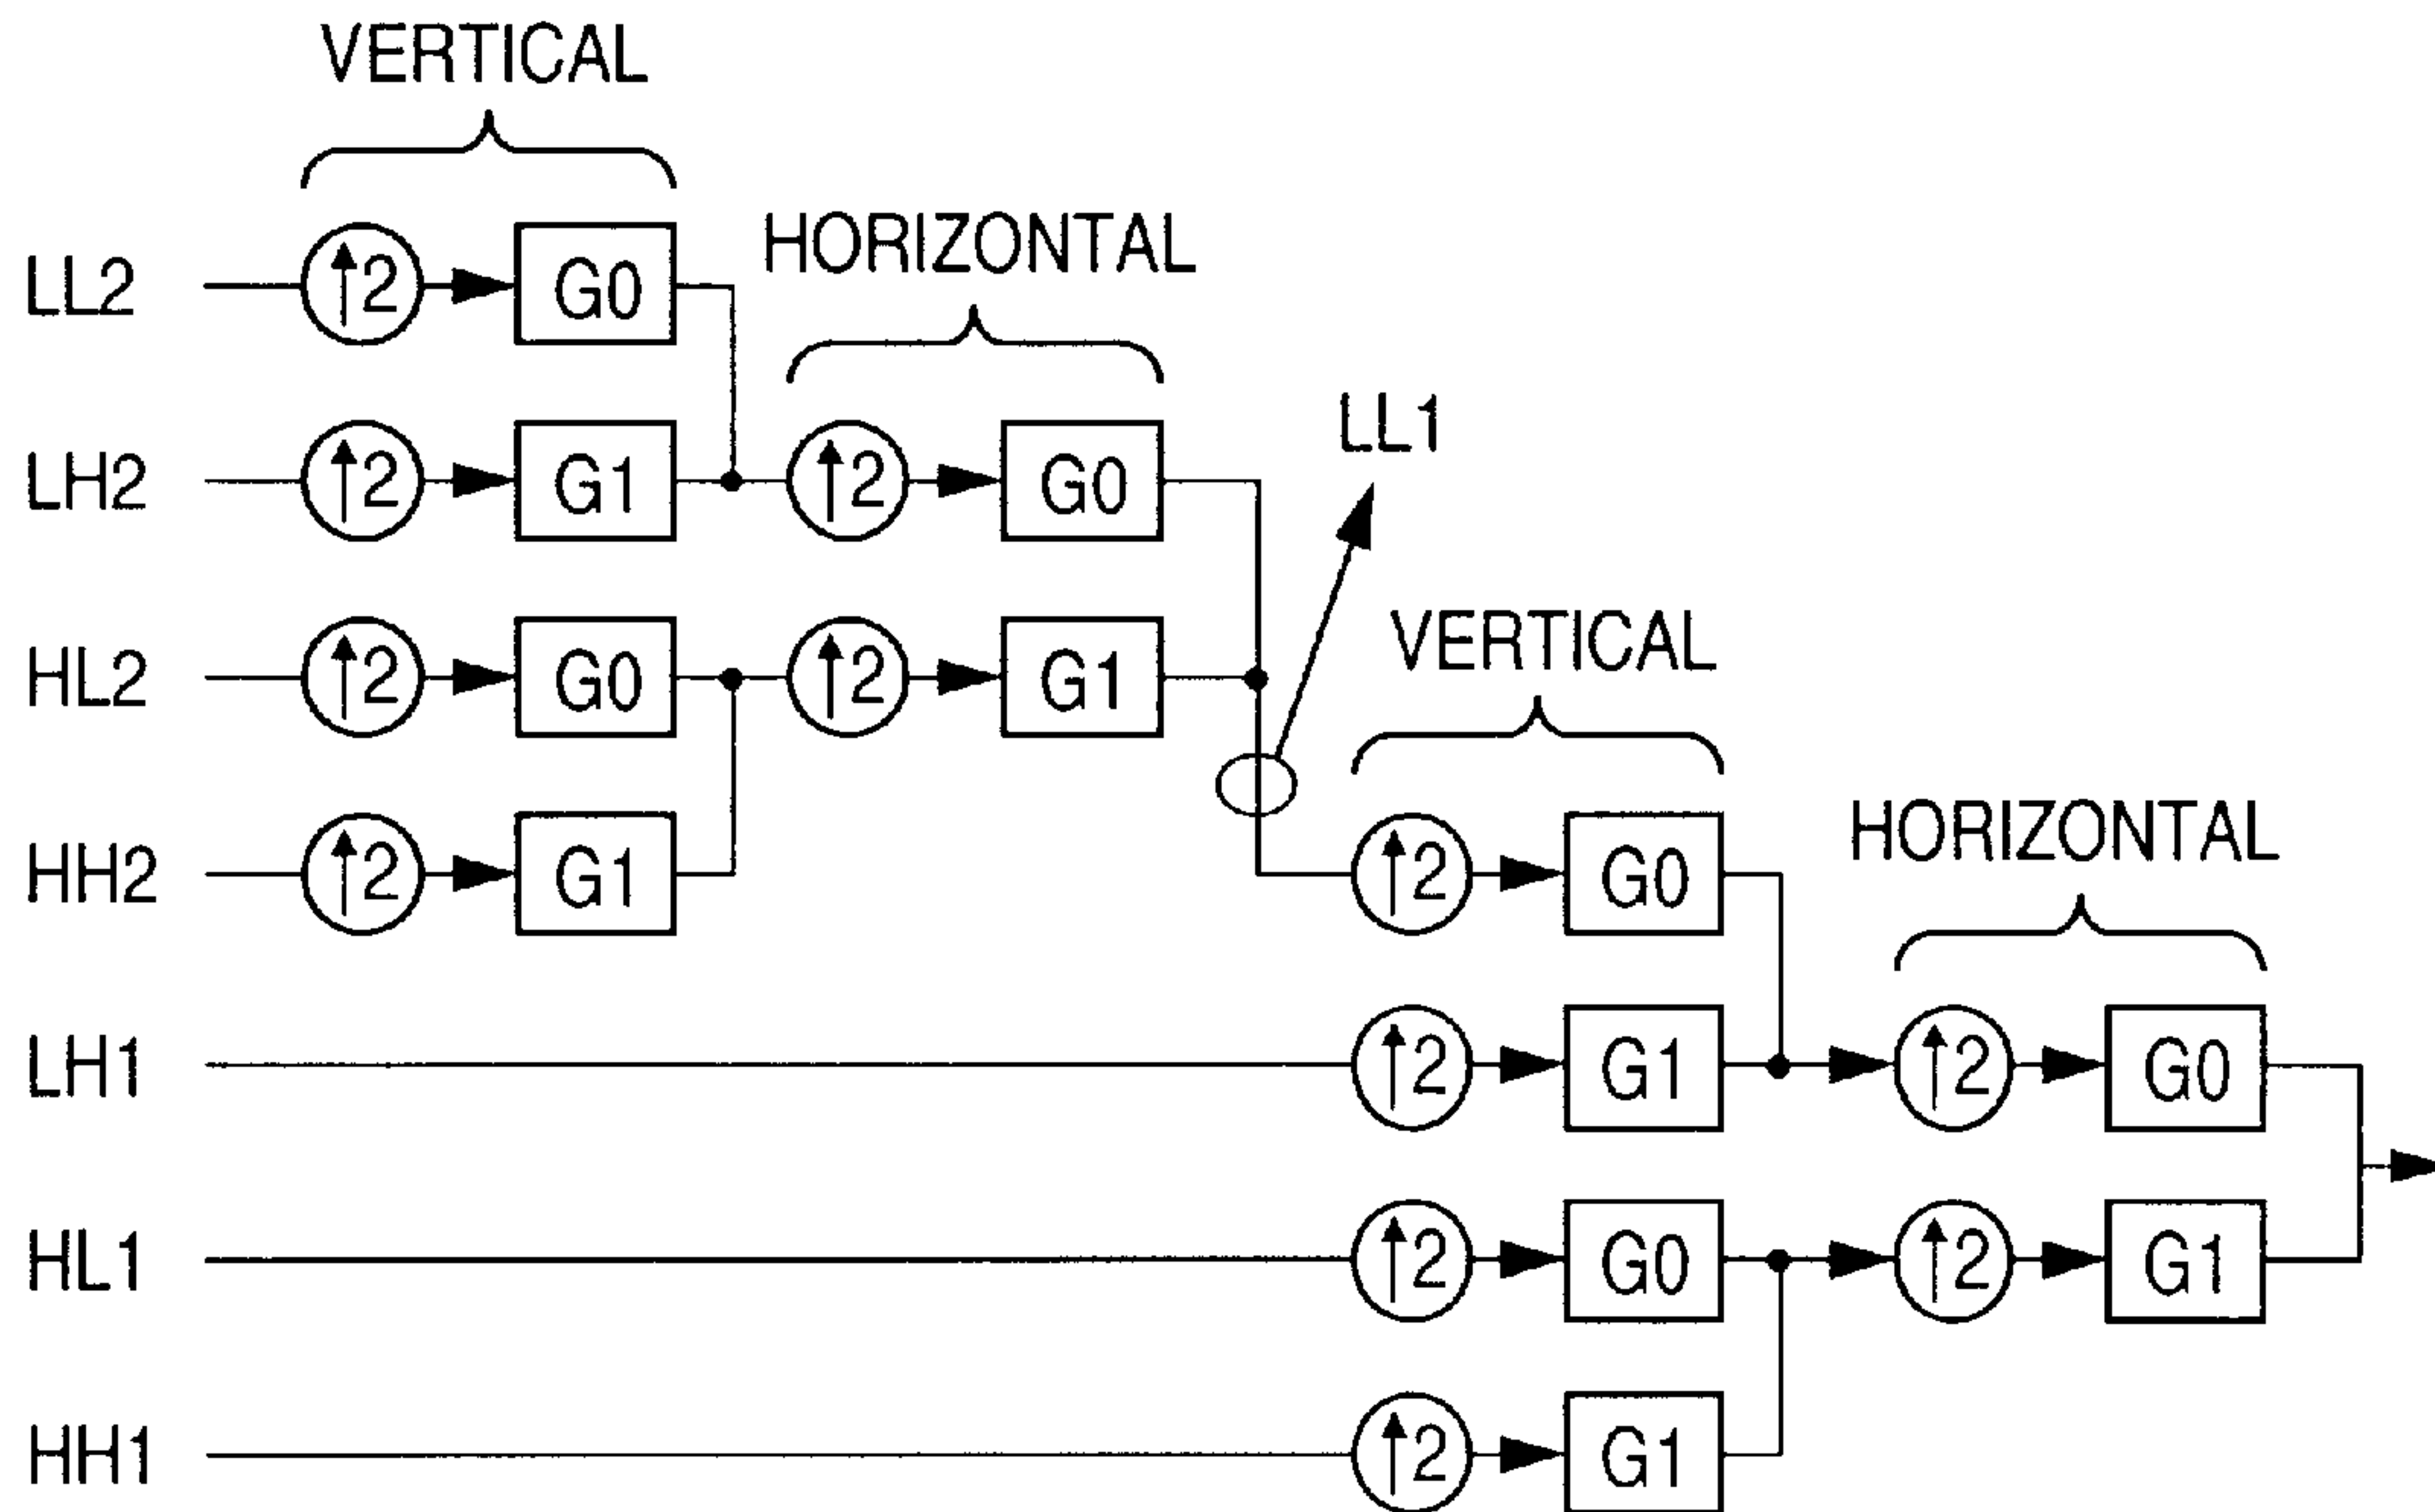 VERTICAL
LL2 ↑2 G0 HORIZONTAL
LH2 ↑2 G1 ↑2 G0 LL1
HL2 ↑2 G0 ↑2 G1 VERTICAL
HH2 ↑2 G1 ↑2 G0 HORIZONTAL
LH1 ↑2 G1 ↑2 G0
HL1 ↑2 G0 ↑2 G1
HH1 ↑2 G1